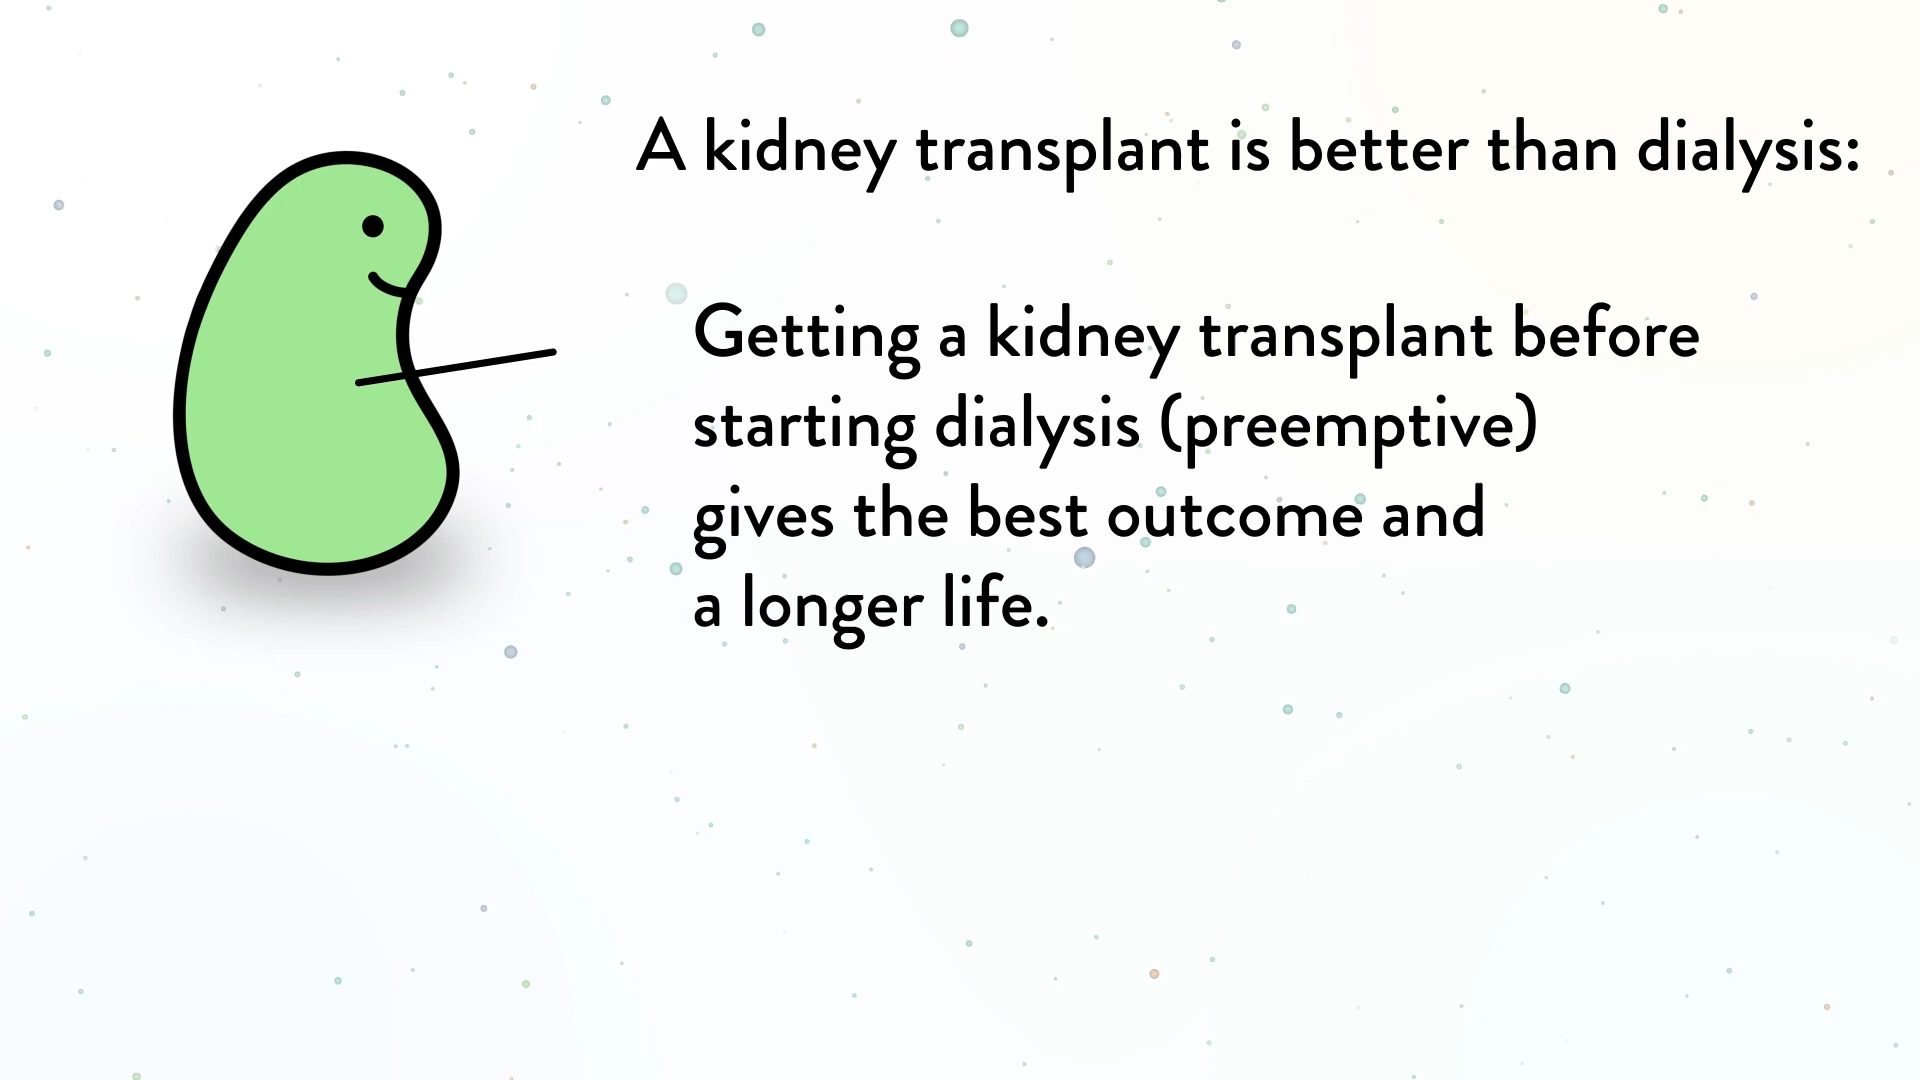 A kidney transplant is better than dialysis:
Getting a kidney transplant before
starting dialysis (preemptive)
gives the best outcome and
a longer life.